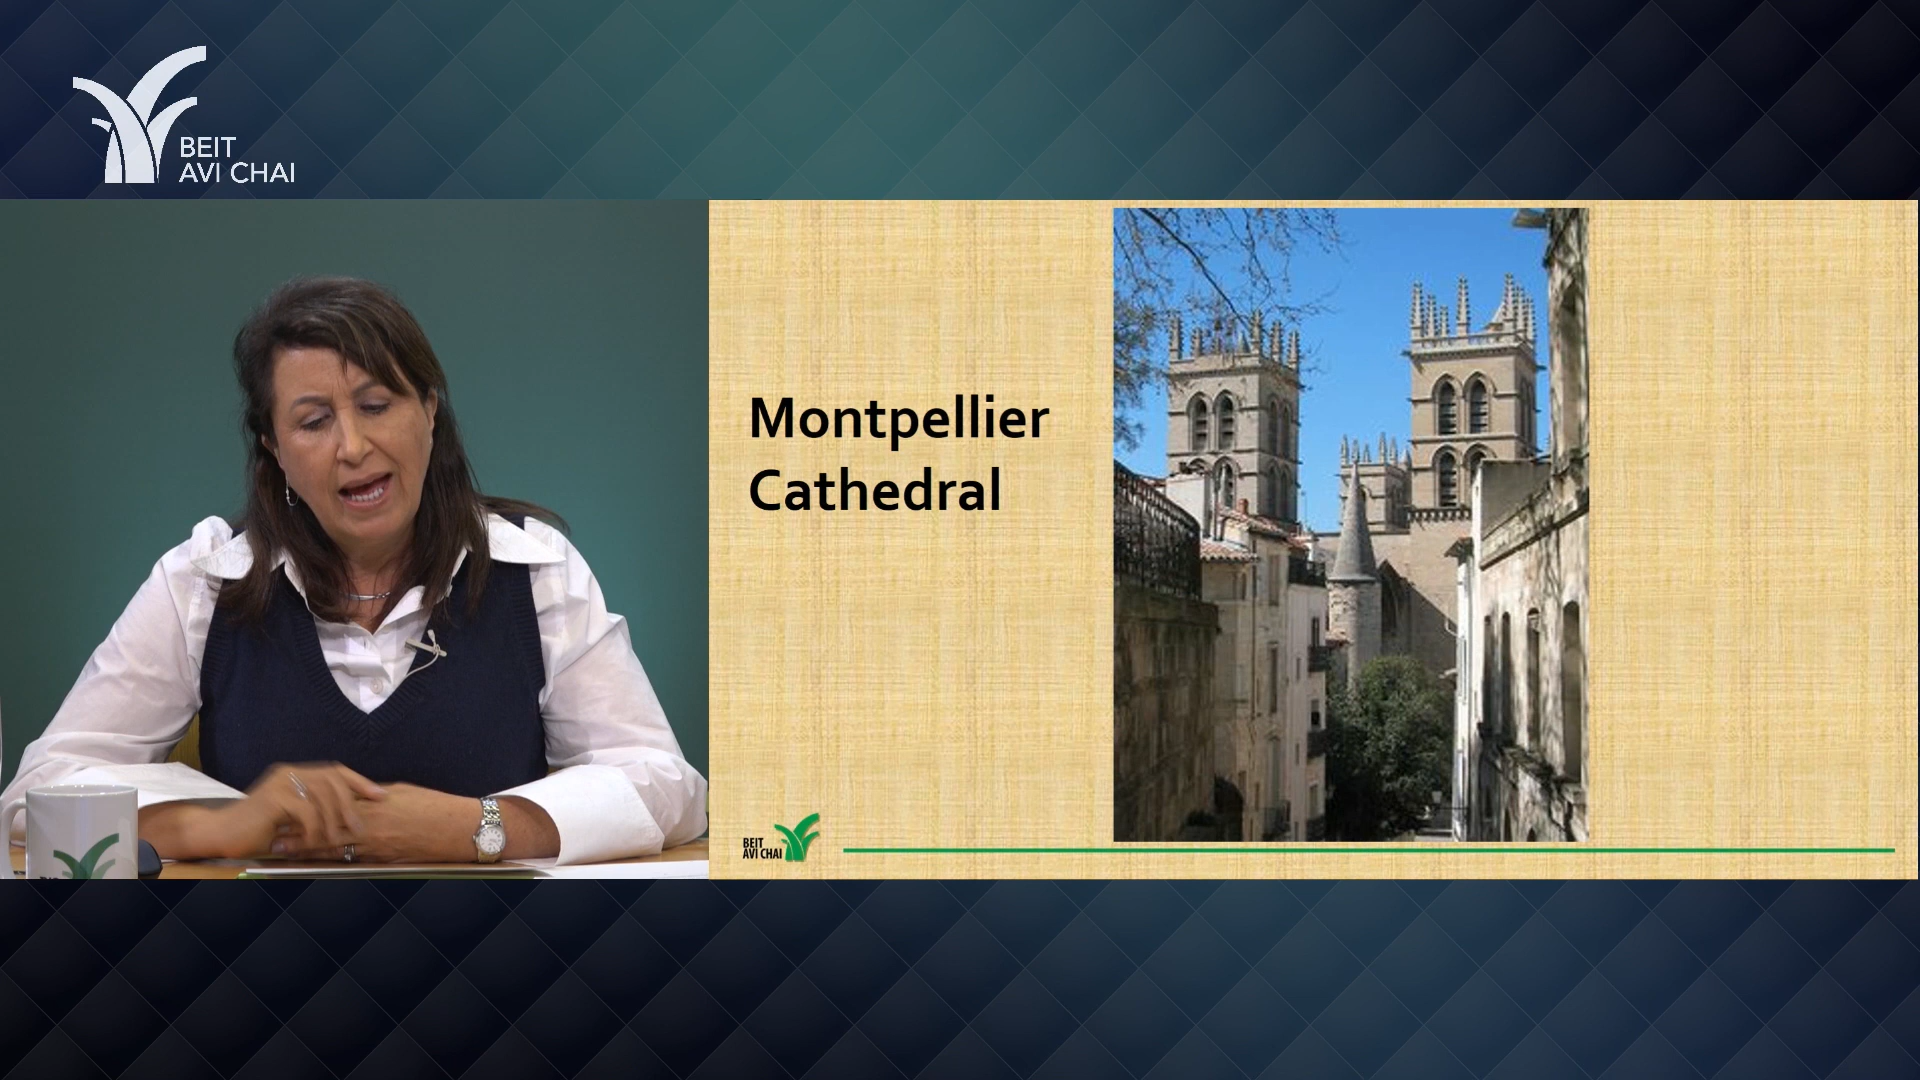 BEIT
AVI CHAI
Montpellier
Cathedral
BEIT
AVI CHAI